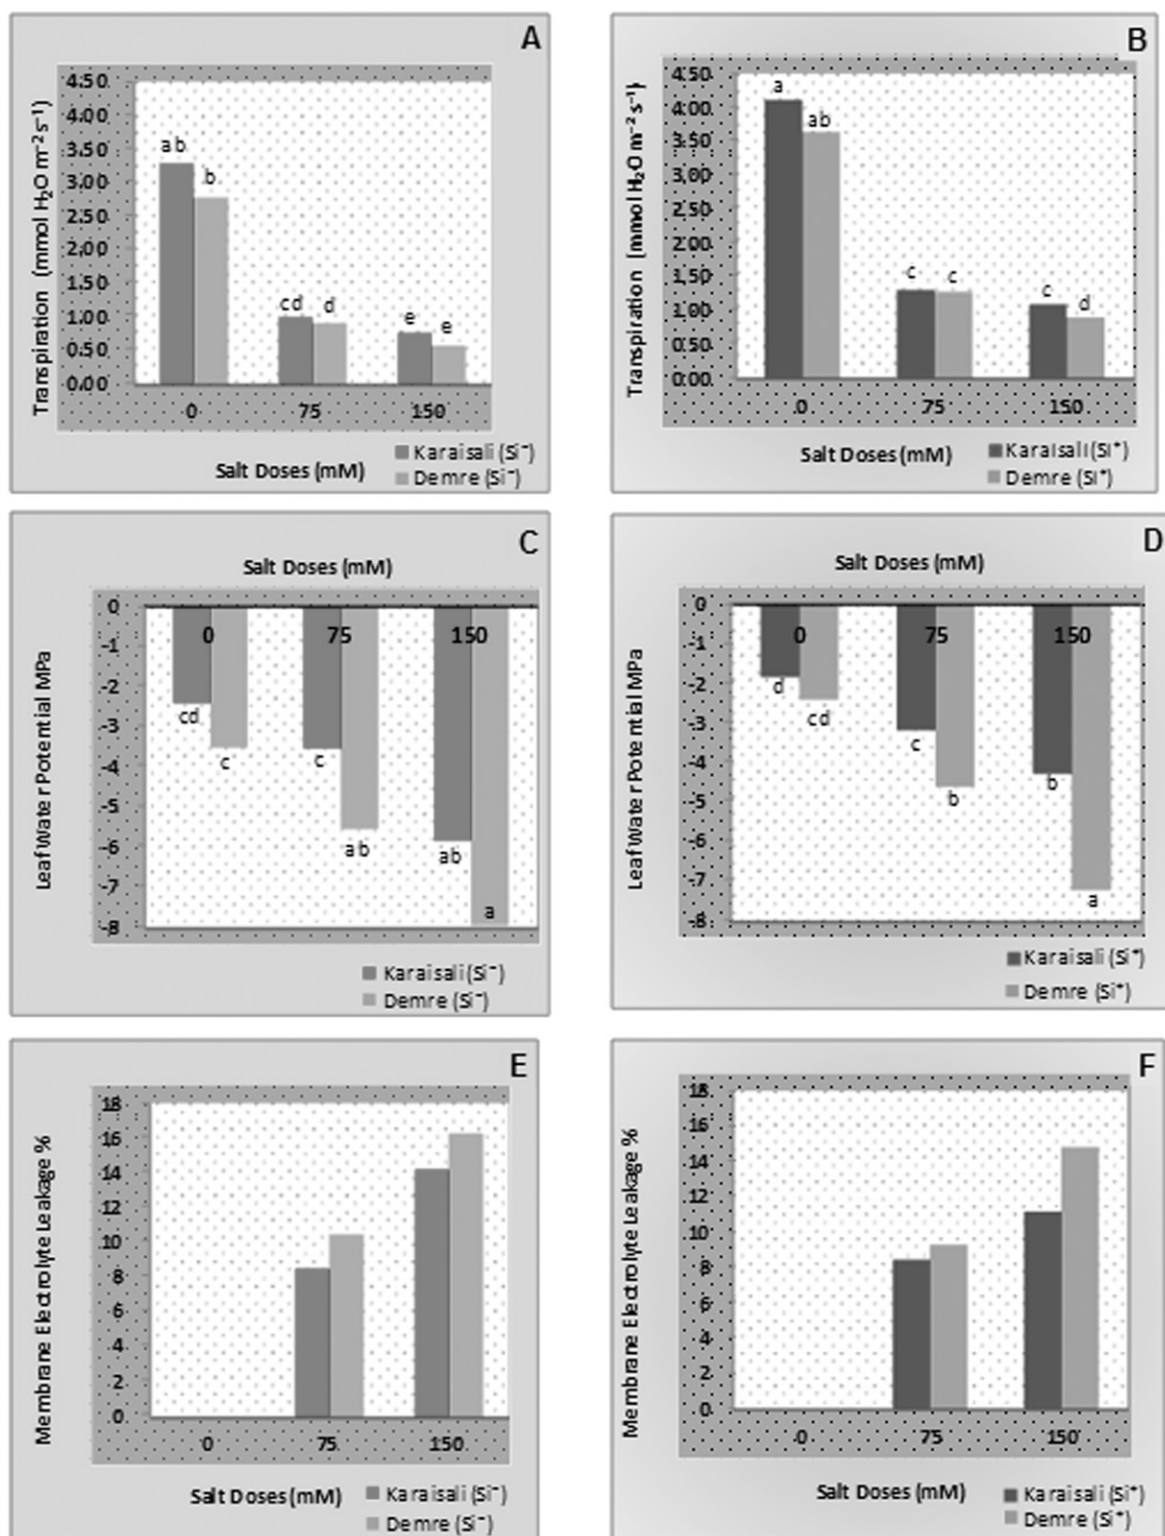 A
Transpiration (mmol H₂O m⁻² s⁻¹)
4.50
4.00
3.50
3.00
2.50
2.00
1.50
1.00
0.50
0.00
ab
b
cd
d
e
e
0 75 150
Salt Doses (mM)
Karaisali (Si⁻)
Demre (Si⁻)
B
Transpiration (mmol H₂O m⁻² s⁻¹)
4.50
4.00
3.50
3.00
2.50
2.00
1.50
1.00
0.50
0.00
a
ab
c
c
c
d
0 75 150
Salt Doses (mM)
Karaisali (Si⁺)
Demre (Si⁺)
C
Salt Doses (mM)
Leaf Water Potential MPa
0
-1
-2
-3
-4
-5
-6
-7
-8
0 75 150
cd
c
c
ab
ab
a
Karaisali (Si⁻)
Demre (Si⁻)
D
Salt Doses (mM)
Leaf Water Potential MPa
0
-1
-2
-3
-4
-5
-6
-7
-8
0 75 150
d
cd
c
b
b
a
Karaisali (Si⁺)
Demre (Si⁺)
E
Membrane Electrolyte Leakage %
18
16
14
12
10
8
6
4
2
0
0 75 150
Salt Doses (mM)
Karaisali (Si⁻)
Demre (Si⁻)
F
Membrane Electrolyte Leakage %
18
16
14
12
10
8
6
4
2
0
0 75 150
Salt Doses (mM)
Karaisali (Si⁺)
Demre (Si⁺)